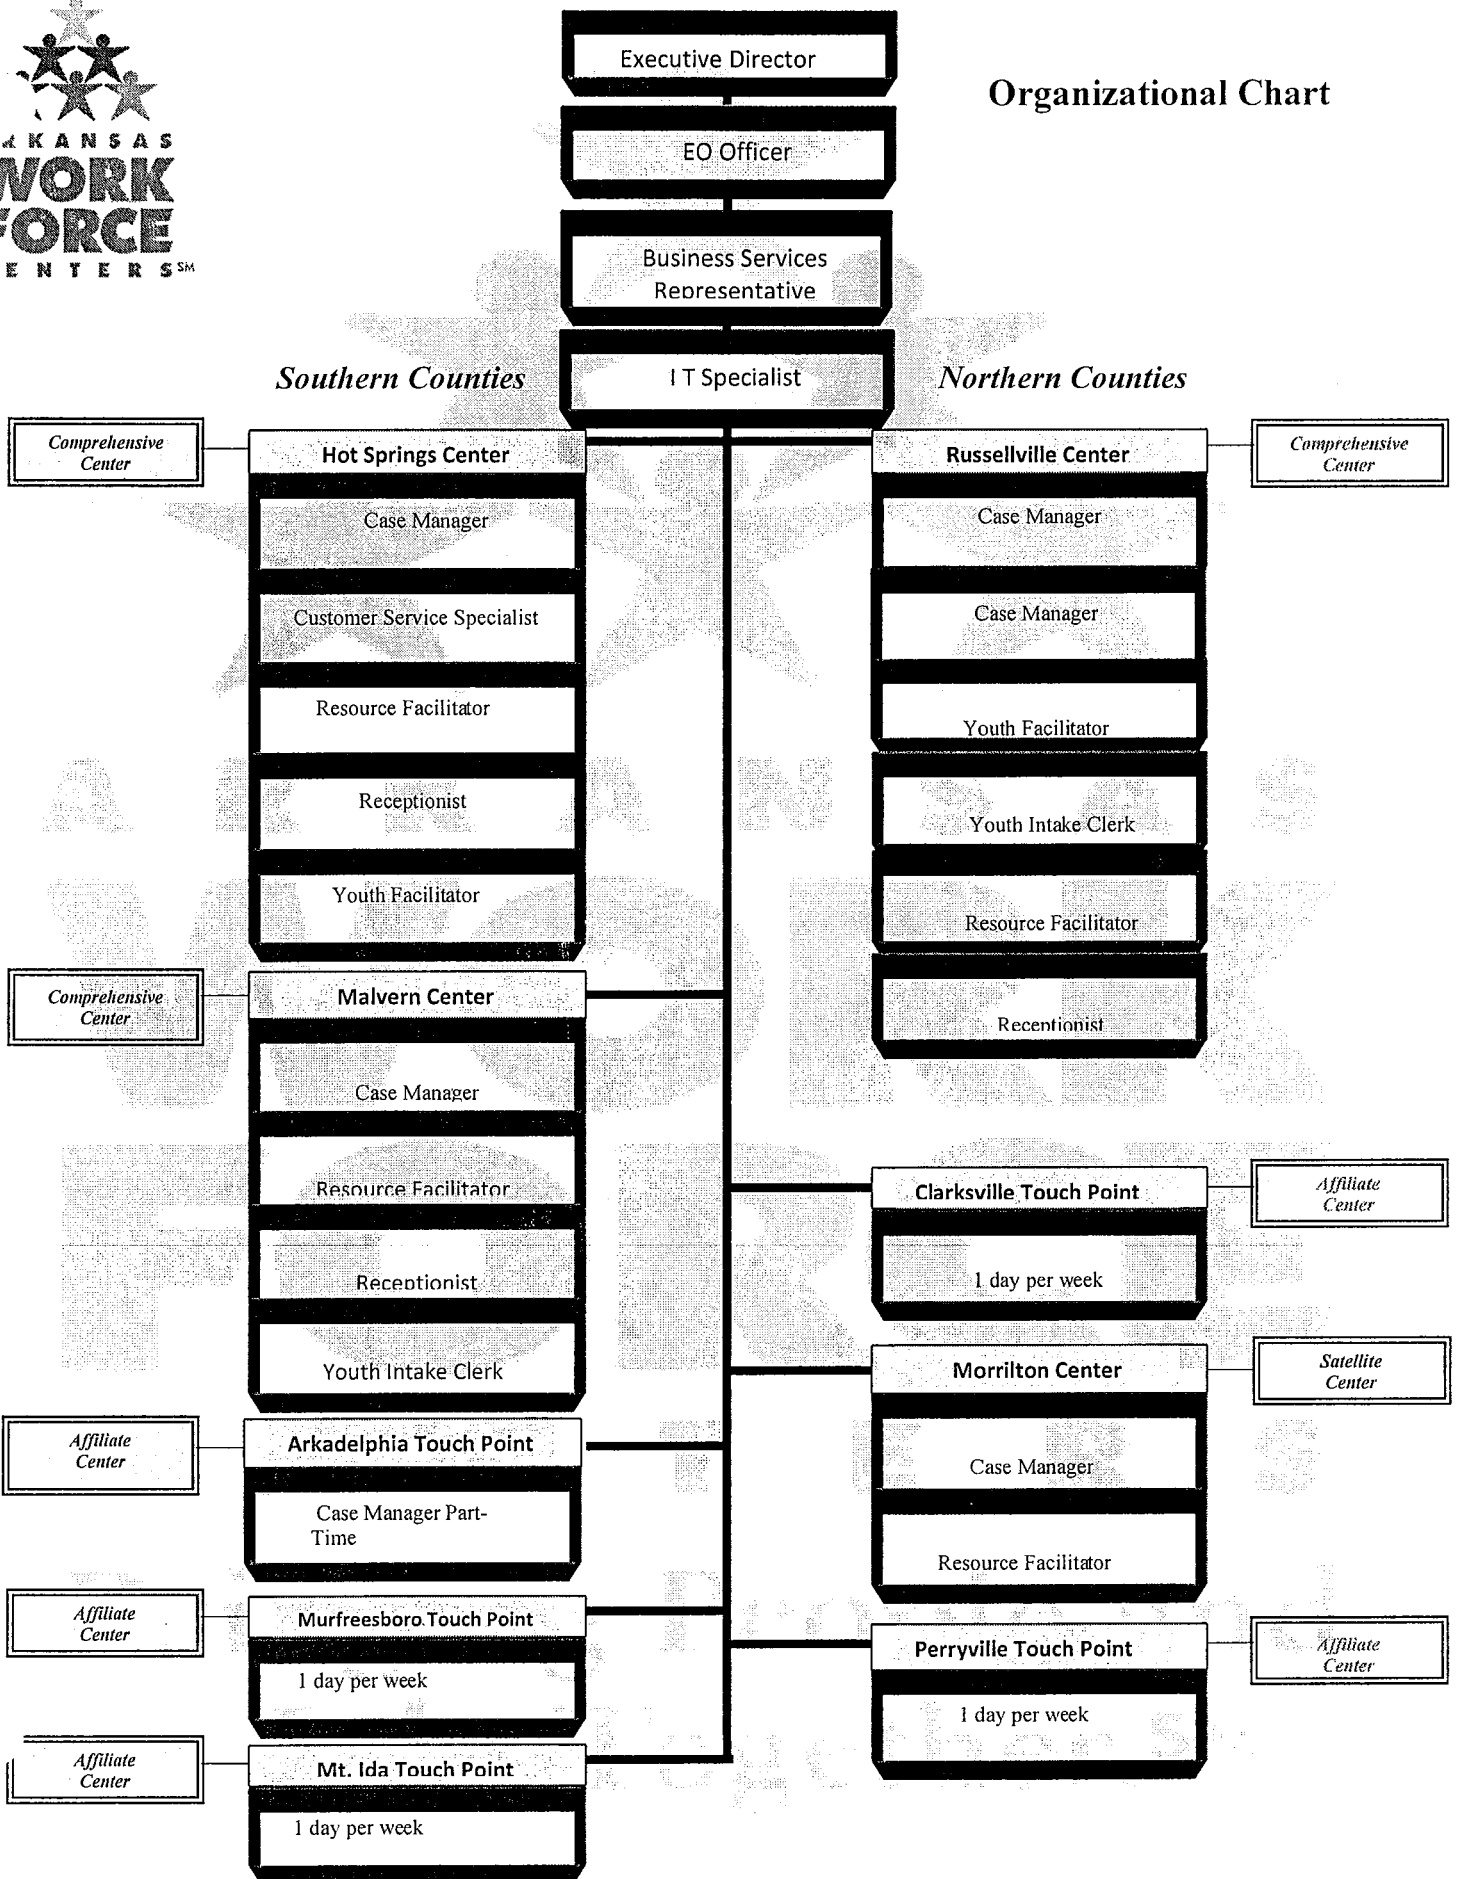 Executive Director
Organizational Chart
EO Officer
KANSAS
WORK
FORCE
ENTERS SM
Business Services
Representative
I T Specialist
Southern Counties
Northern Counties
Comprehensive
Center
Hot Springs Center
Case Manager
Customer Service Specialist
Resource Facilitator
Receptionist
Youth Facilitator
Comprehensive
Center
Malvern Center
Case Manager
Resource Facilitator
Receptionist
Youth Intake Clerk
Affiliate
Center
Arkadelphia Touch Point
Case Manager Part-
Time
Affiliate
Center
Murfreesboro Touch Point
1 day per week
Affiliate
Center
Mt. Ida Touch Point
1 day per week
Russellville Center
Comprehensive
Center
Case Manager
Case Manager
Youth Facilitator
Youth Intake Clerk
Resource Facilitator
Receptionist
Clarksville Touch Point
Affiliate
Center
1 day per week
Morrilton Center
Satellite
Center
Case Manager
Resource Facilitator
Perryville Touch Point
Affiliate
Center
1 day per week
ARKANSAS
WORK
FORCE